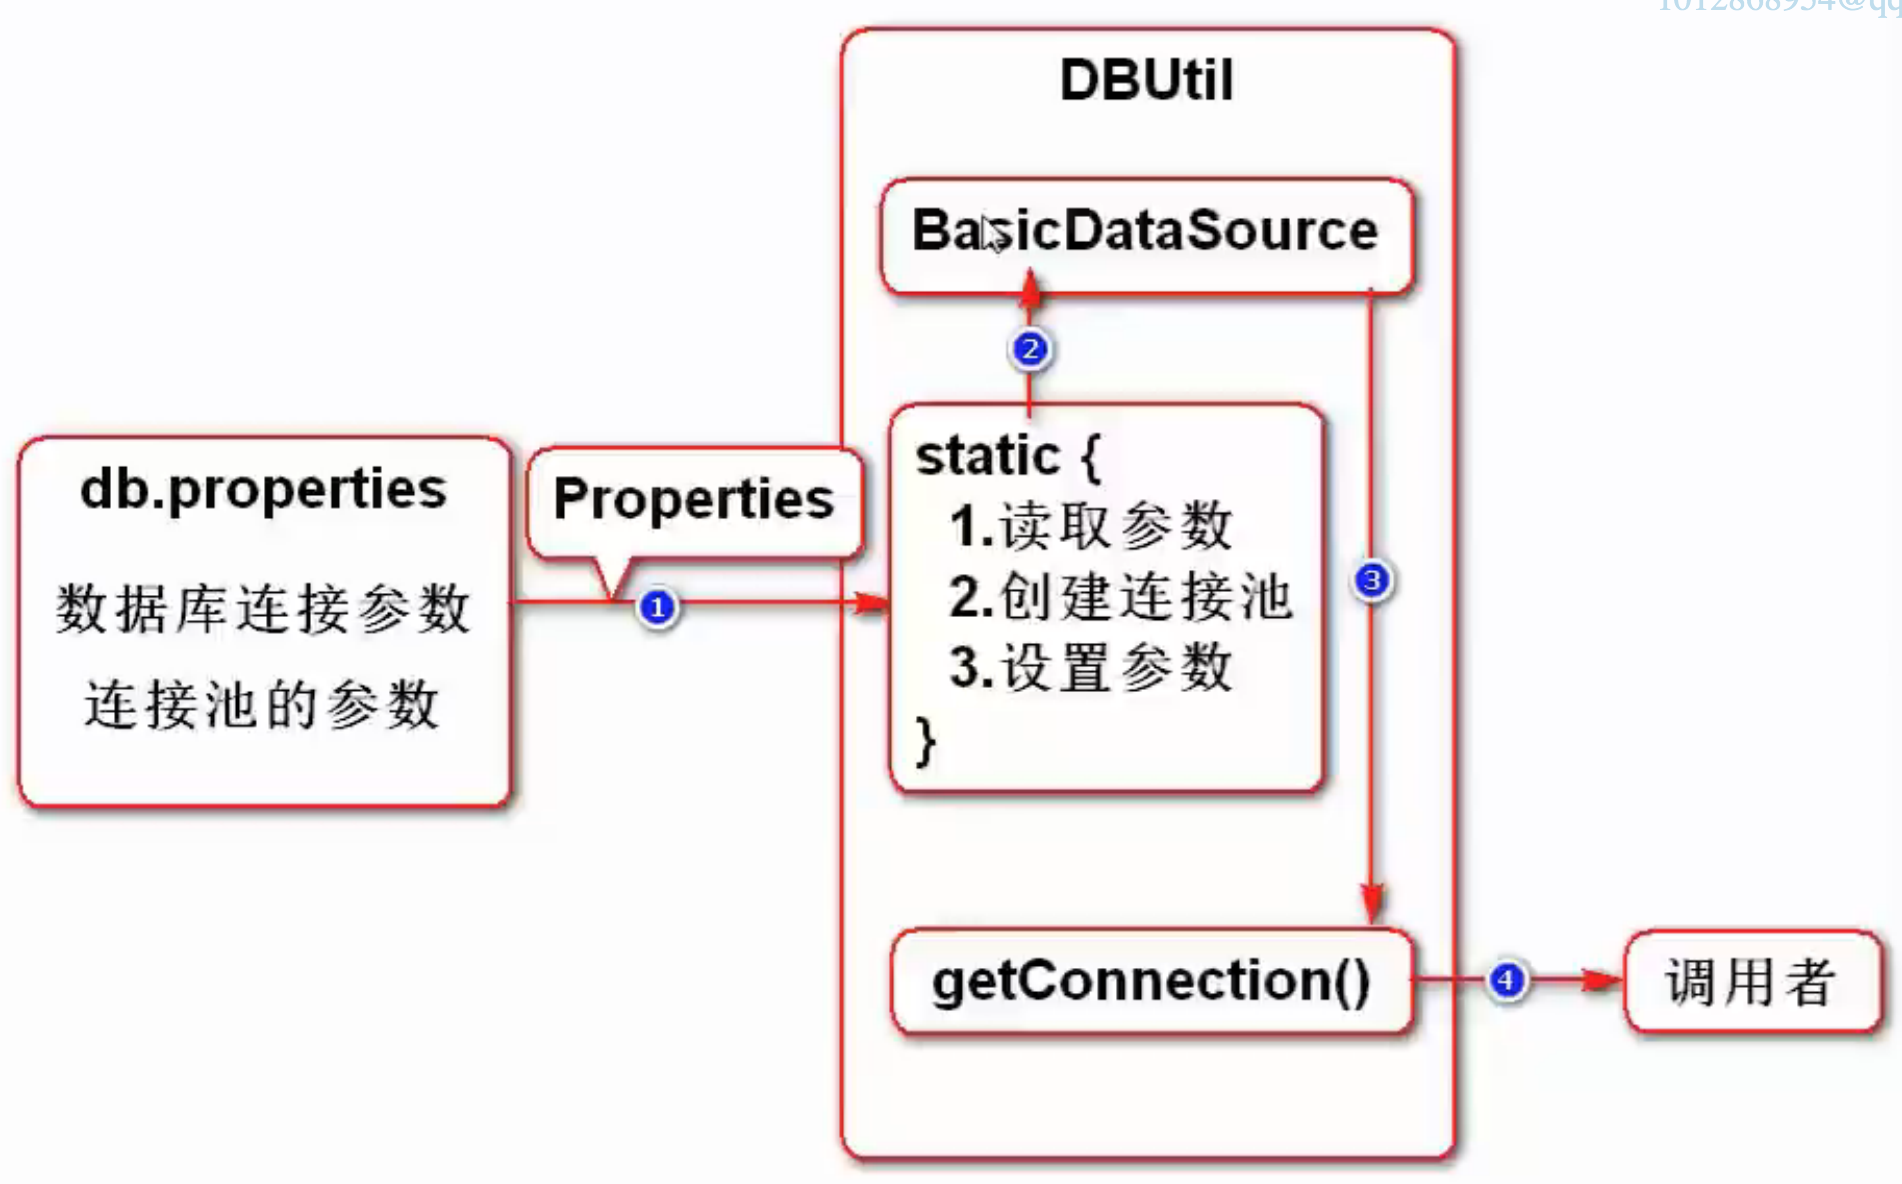 DBUtil
BasicDataSource
2
db.properties
数据库连接参数
连接池的参数
Properties
1
static {
1.读取参数
2.创建连接池
3.设置参数
}
3
getConnection()
4
调用者